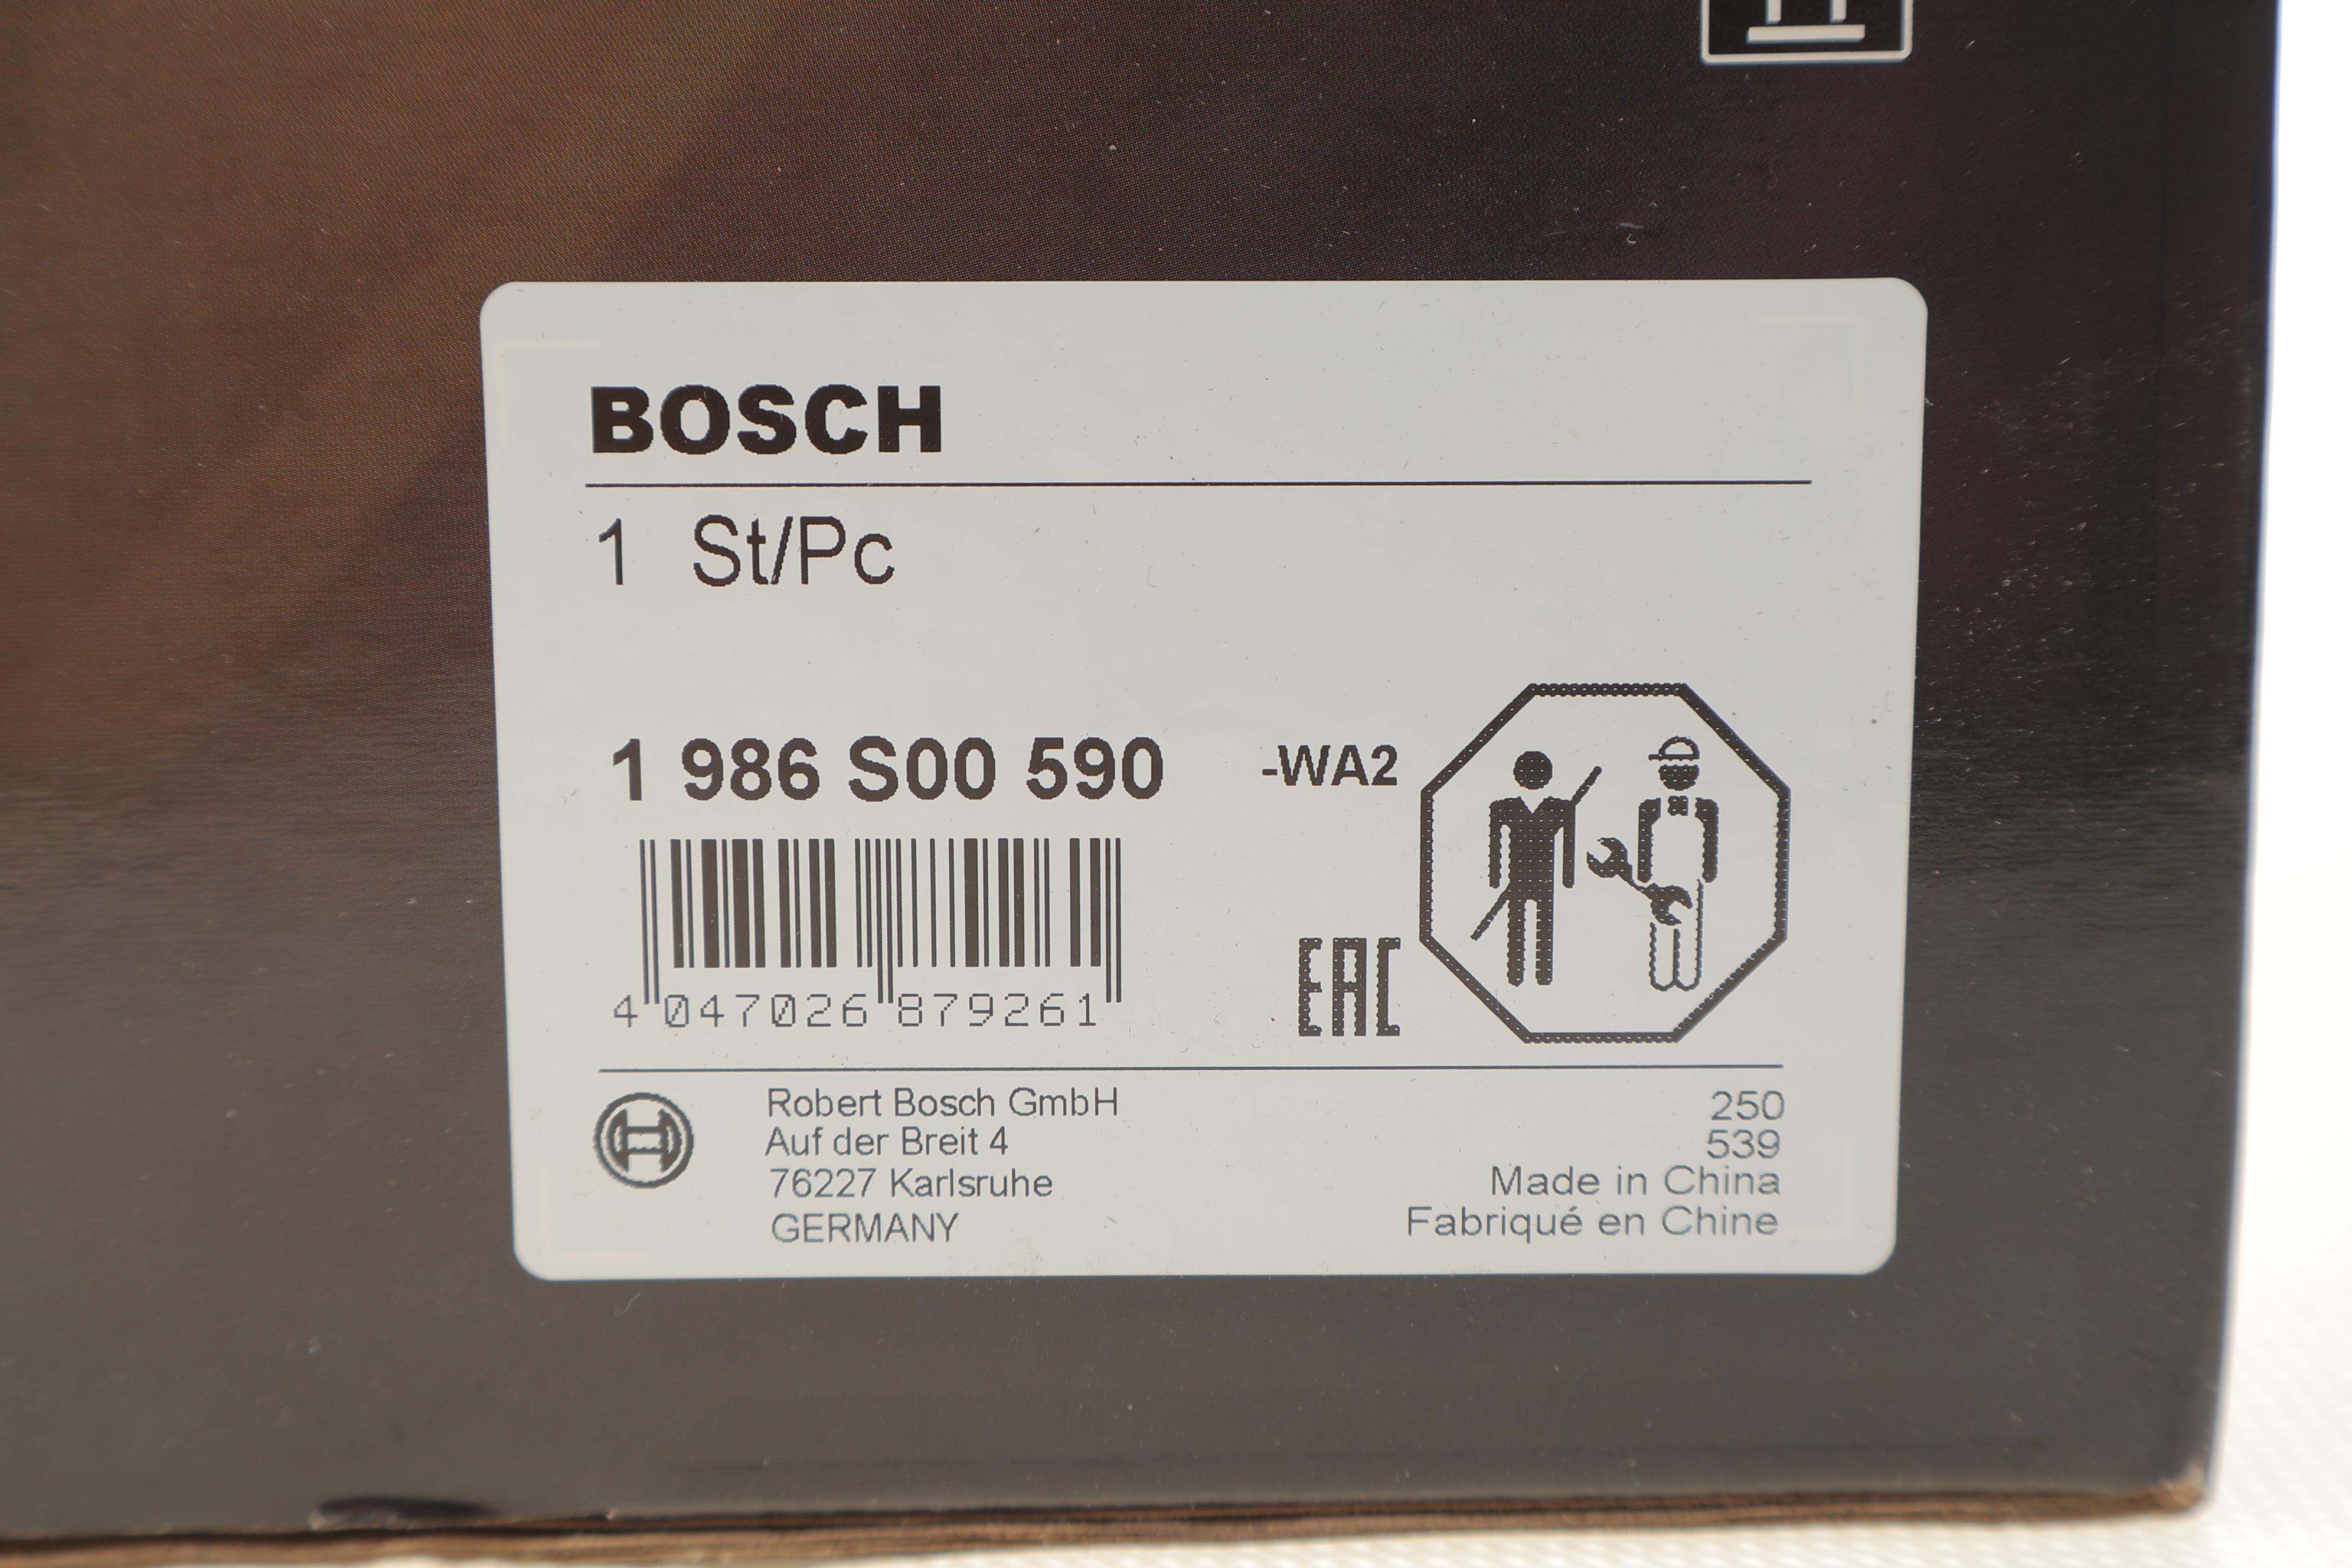 BOSCH
1 St/Pc
1 986 S00 590 -WA2
EAC
4 047026 879261
Robert Bosch GmbH
Auf der Breit 4
76227 Karlsruhe
GERMANY
250
539
Made in China
Fabriqué en Chine